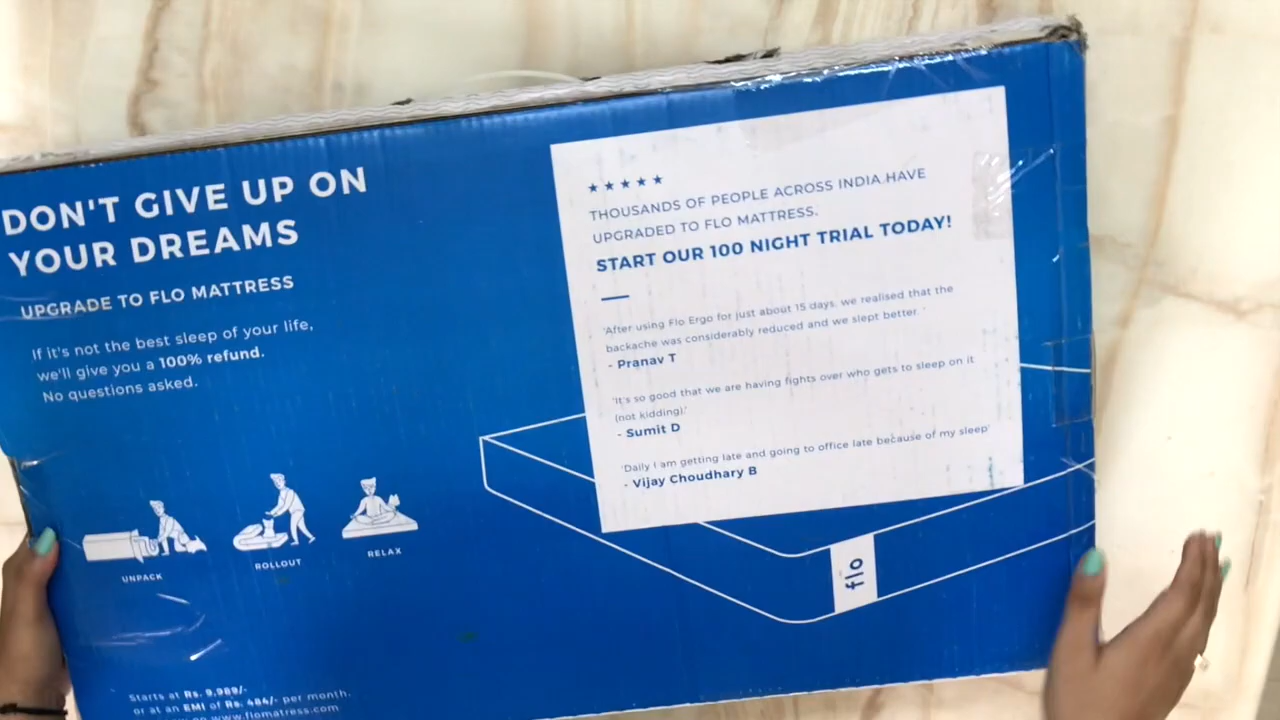 DON'T GIVE UP ON
YOUR DREAMS
UPGRADE TO FLO MATTRESS
If it's not the best sleep of your life,
we'll give you a 100% refund.
No questions asked.
UNPACK
ROLLOUT
RELAX
Starts at Rs. 9,989/-
or at an EMI of Rs. 484/- per month.
on www.flomattress.com
★★★★★
THOUSANDS OF PEOPLE ACROSS INDIA HAVE
UPGRADED TO FLO MATTRESS.
START OUR 100 NIGHT TRIAL TODAY!
'After using Flo Ergo for just about 15 days, we realised that the
backache was considerably reduced and we slept better. '
- Pranav T
'It's so good that we are having fights over who gets to sleep on it
(not kidding).'
- Sumit D
'Daily I am getting late and going to office late because of my sleep'
- Vijay Choudhary B
flo